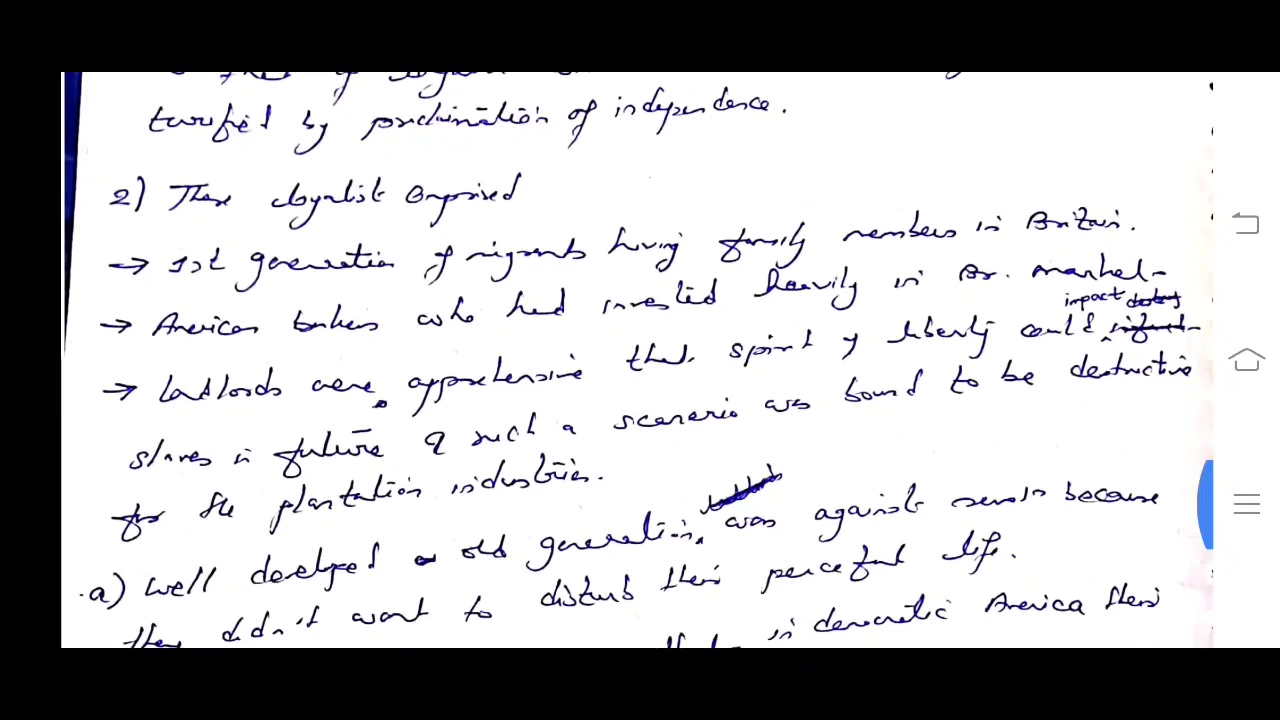 terrified by proclamation of independence.
2) These loyalist comprised
→ 1st generation of migrants having family members in Britain.
→ American bankers who had invested heavily in Br. market
→ Landlords were apprehensive that spirit of liberty could impact
slaves in future & such a scenario was bound to be destructive
for the plantation industries.
a) Well developed old generation was against revolt because
they didn't want to disturb their peaceful life.
in democratic America their